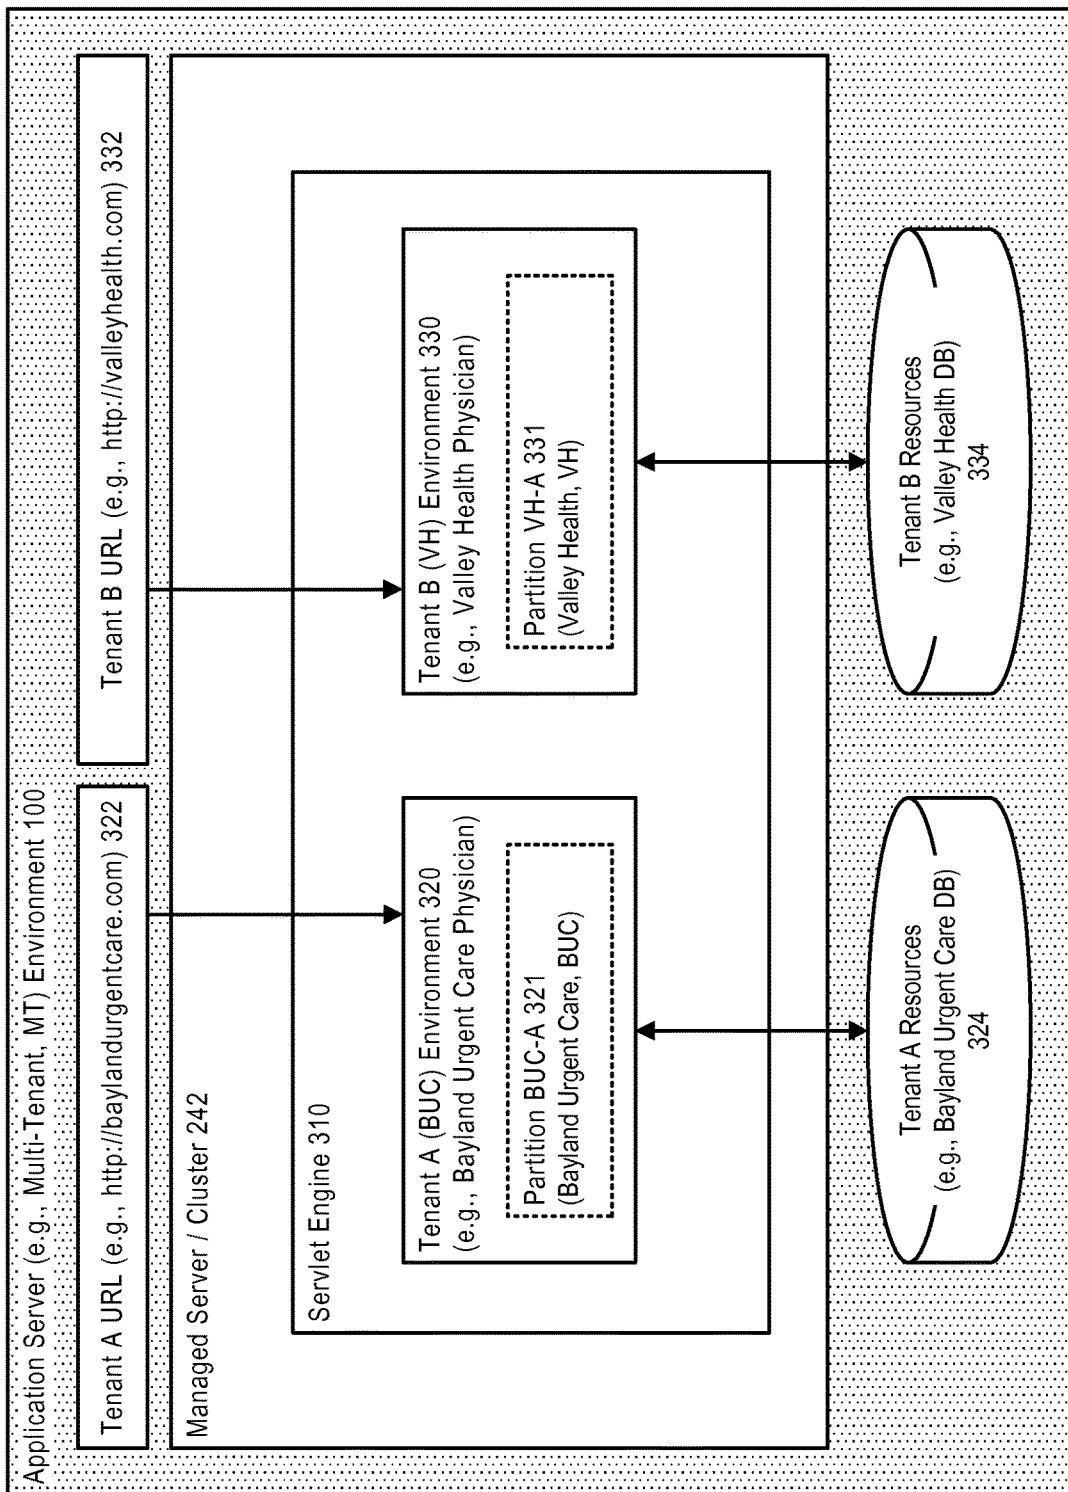 Application Server (e.g., Multi-Tenant, MT) Environment 100
Tenant A URL (e.g., http://baylandurgentcare.com) 322
Tenant B URL (e.g., http://valleyhealth.com) 332
Managed Server / Cluster 242
Servlet Engine 310
Tenant A (BUC) Environment 320
(e.g., Bayland Urgent Care Physician)
Partition BUC-A 321
(Bayland Urgent Care, BUC)
Tenant B (VH) Environment 330
(e.g., Valley Health Physician)
Partition VH-A 331
(Valley Health, VH)
Tenant A Resources
(e.g., Bayland Urgent Care DB)
324
Tenant B Resources
(e.g., Valley Health DB)
334